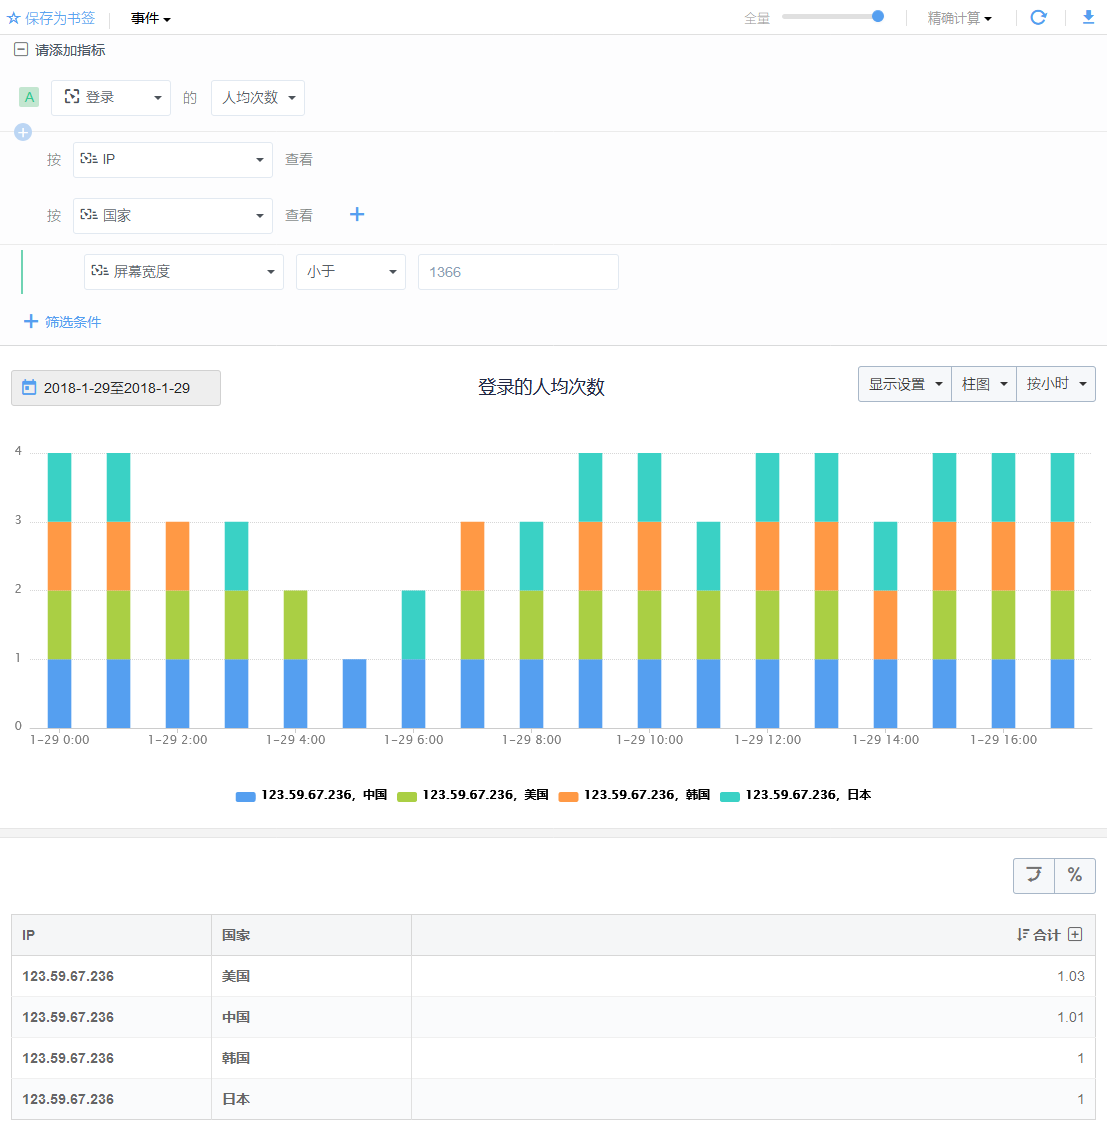 保存为书签 事件 全量 精确计算
请添加指标
A 登录 的 人均次数
按 IP 查看
按 国家 查看
屏幕宽度 小于 1366
筛选条件
2018-1-29至2018-1-29 登录的人均次数 显示设置 柱图 按小时
4
3
2
1
0
1-29 0:00 1-29 2:00 1-29 4:00 1-29 6:00 1-29 8:00 1-29 10:00 1-29 12:00 1-29 14:00 1-29 16:00
123.59.67.236，中国 123.59.67.236，美国 123.59.67.236，韩国 123.59.67.236，日本
%
IP 国家 合计
123.59.67.236 美国 1.03
123.59.67.236 中国 1.01
123.59.67.236 韩国 1
123.59.67.236 日本 1